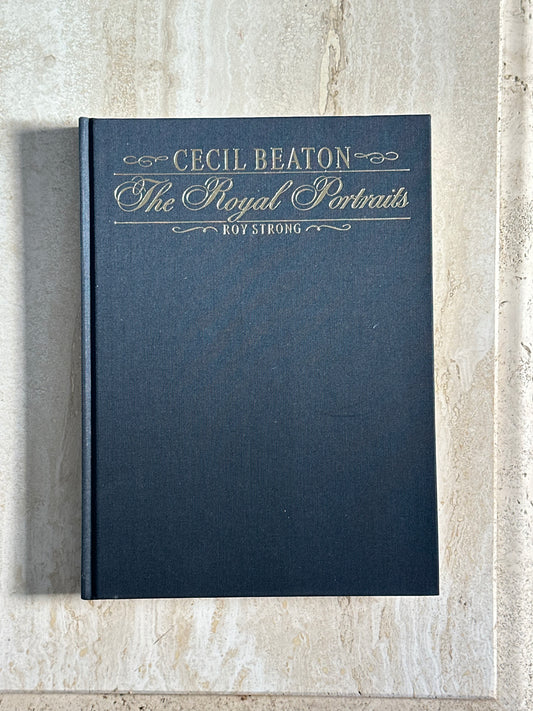 CECIL BEATON
The Royal Portraits
ROY STRONG